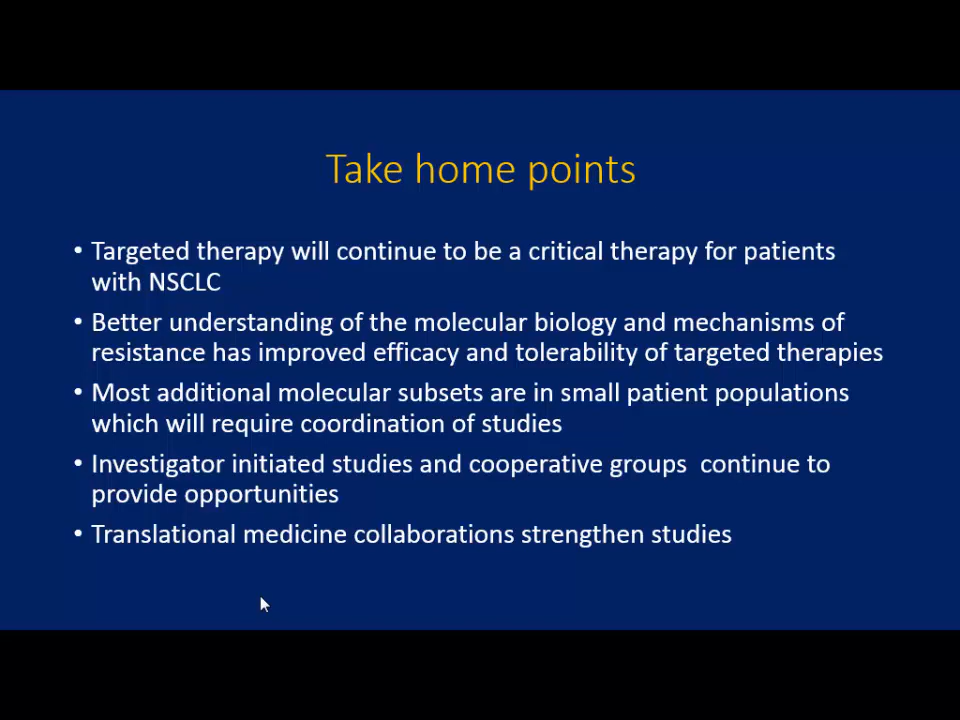 Take home points
• Targeted therapy will continue to be a critical therapy for patients
with NSCLC
• Better understanding of the molecular biology and mechanisms of
resistance has improved efficacy and tolerability of targeted therapies
• Most additional molecular subsets are in small patient populations
which will require coordination of studies
• Investigator initiated studies and cooperative groups  continue to
provide opportunities
• Translational medicine collaborations strengthen studies